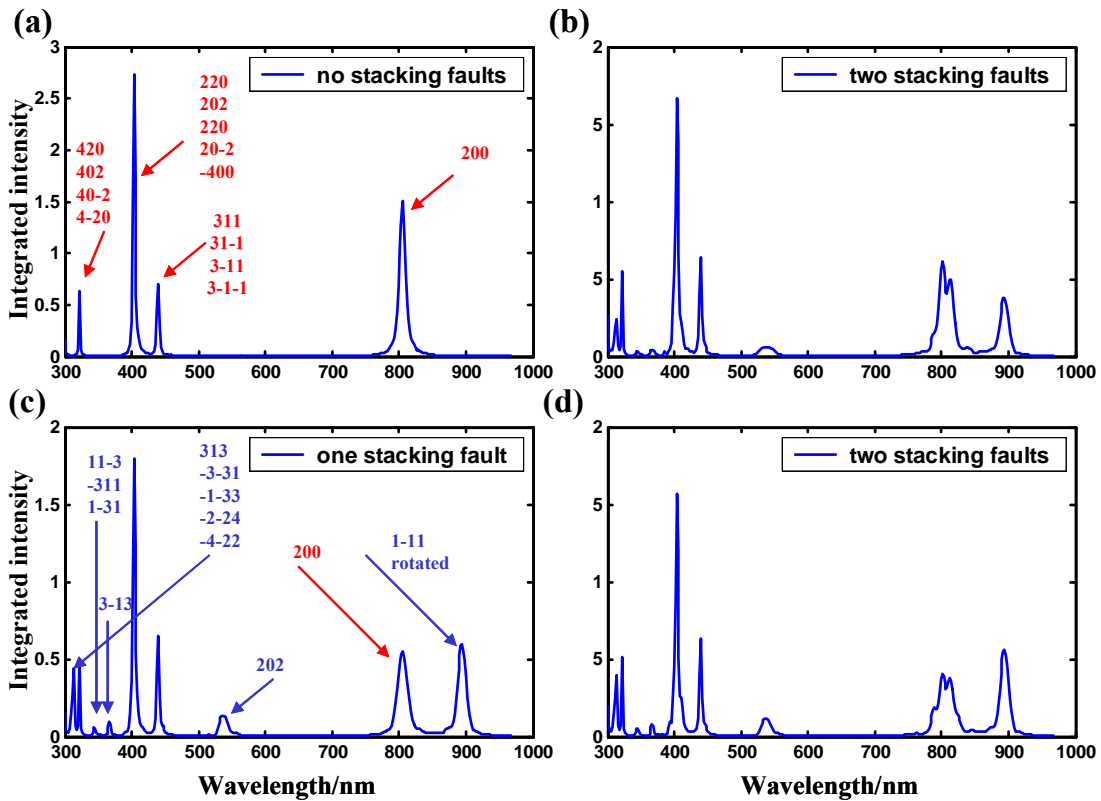 (a)
Integrated intensity
3
2.5
2
1.5
1
0.5
0
no stacking faults
420
402
40-2
4-20
220
202
220
20-2
-400
311
31-1
3-11
3-1-1
200
300 400 500 600 700 800 900 1000
(b)
Integrated intensity
2
5
1
5
0
two stacking faults
300 400 500 600 700 800 900 1000
(c)
Integrated intensity
2
1.5
1
0.5
0
one stacking fault
11-3
-311
1-31
3-13
313
-3-31
-1-33
-2-24
-4-22
202
200
1-11
rotated
300 400 500 600 700 800 900 1000
Wavelength/nm
(d)
Integrated intensity
2
5
1
5
0
two stacking faults
300 400 500 600 700 800 900 1000
Wavelength/nm